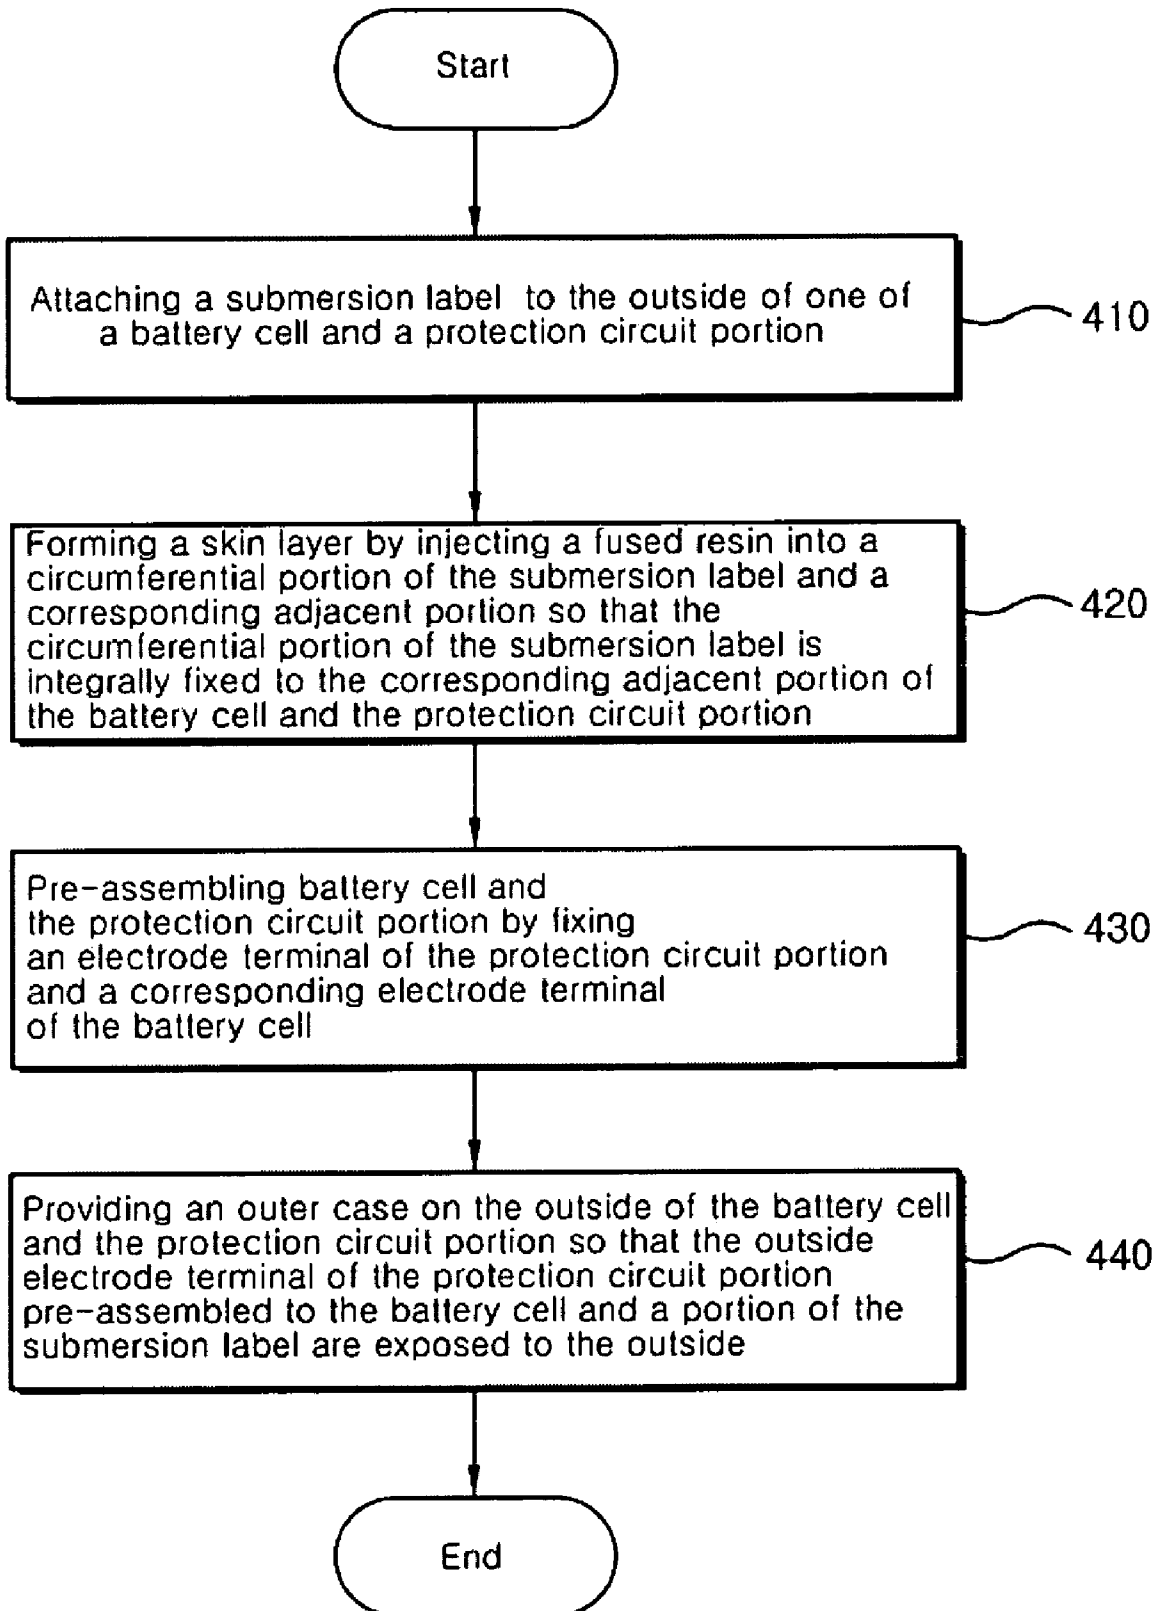 Start
Attaching a submersion label to the outside of one of
a battery cell and a protection circuit portion
410
Forming a skin layer by injecting a fused resin into a
circumferential portion of the submersion label and a
corresponding adjacent portion so that the
circumferential portion of the submersion label is
integrally fixed to the corresponding adjacent portion of
the battery cell and the protection circuit portion
420
Pre-assembling battery cell and
the protection circuit portion by fixing
an electrode terminal of the protection circuit portion
and a corresponding electrode terminal
of the battery cell
430
Providing an outer case on the outside of the battery cell
and the protection circuit portion so that the outside
electrode terminal of the protection circuit portion
pre-assembled to the battery cell and a portion of the
submersion label are exposed to the outside
440
End